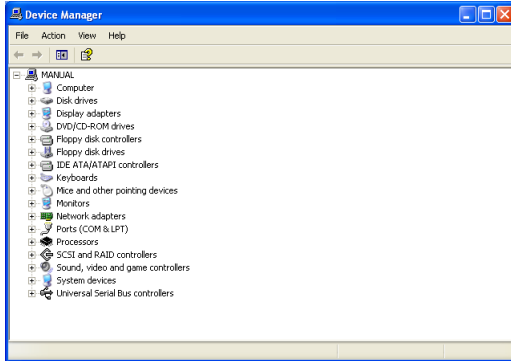 Device Manager
File Action View Help
MANUAL
Computer
Disk drives
Display adapters
DVD/CD-ROM drives
Floppy disk controllers
Floppy disk drives
IDE ATA/ATAPI controllers
Keyboards
Mice and other pointing devices
Monitors
Network adapters
Ports (COM & LPT)
Processors
SCSI and RAID controllers
Sound, video and game controllers
System devices
Universal Serial Bus controllers